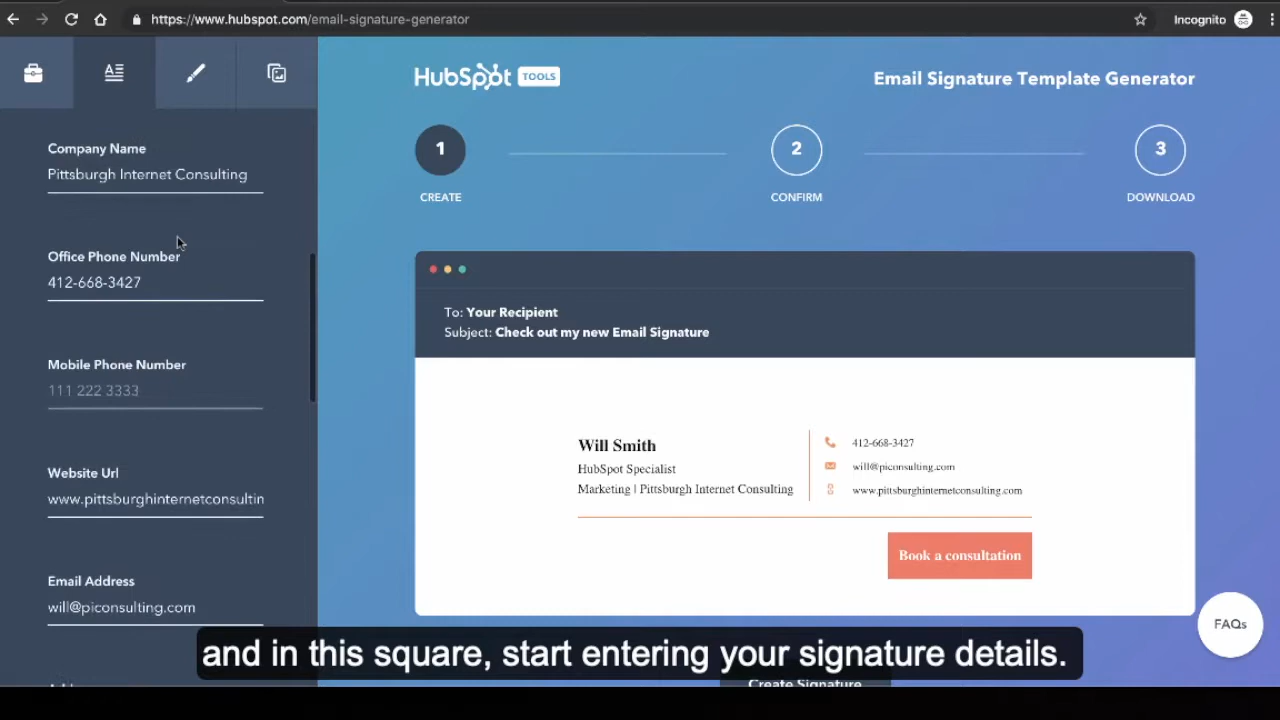 https://www.hubspot.com/email-signature-generator
Incognito
Company Name
Pittsburgh Internet Consulting
Office Phone Number
412-668-3427
Mobile Phone Number
111 222 3333
Website Url
www.pittsburghinternetconsultin
Email Address
will@piconsulting.com
HubSpot TOOLS
Email Signature Template Generator
1
2
3
CREATE
CONFIRM
DOWNLOAD
To: Your Recipient
Subject: Check out my new Email Signature
Will Smith
HubSpot Specialist
Marketing | Pittsburgh Internet Consulting
412-668-3427
will@piconsulting.com
www.pittsburghinternetconsulting.com
Book a consultation
FAQs
and in this square, start entering your signature details.
Create Signature